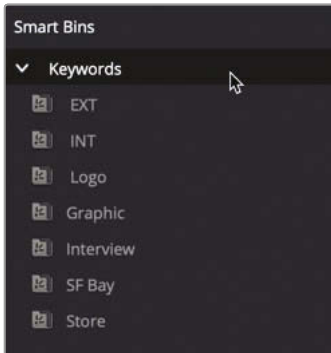 Smart Bins
Keywords
EXT
INT
Logo
Graphic
Interview
SF Bay
Store